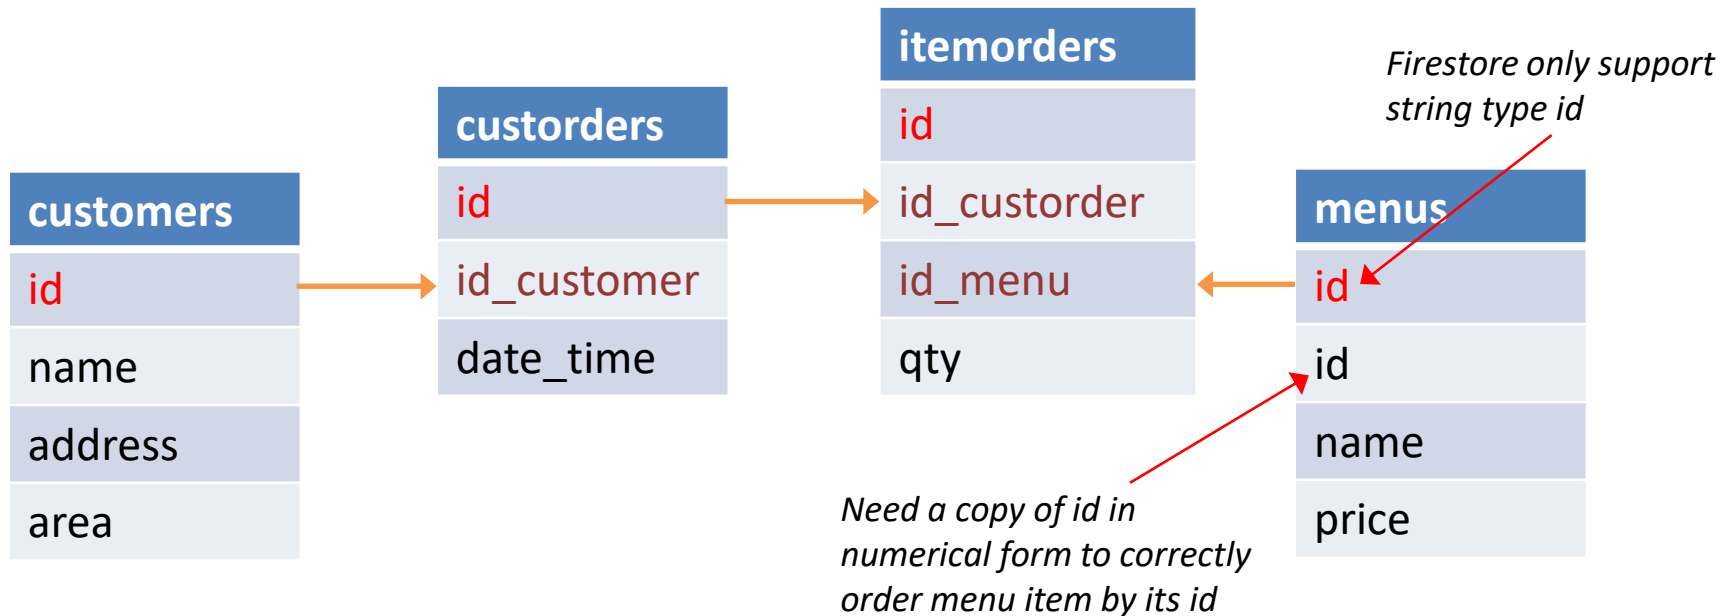 customers
id
name
address
area
custorders
id
id_customer
date_time
itemorders
id
id_custorder
id_menu
qty
Firestore only support
string type id
menus
id
id
name
price
Need a copy of id in
numerical form to correctly
order menu item by its id